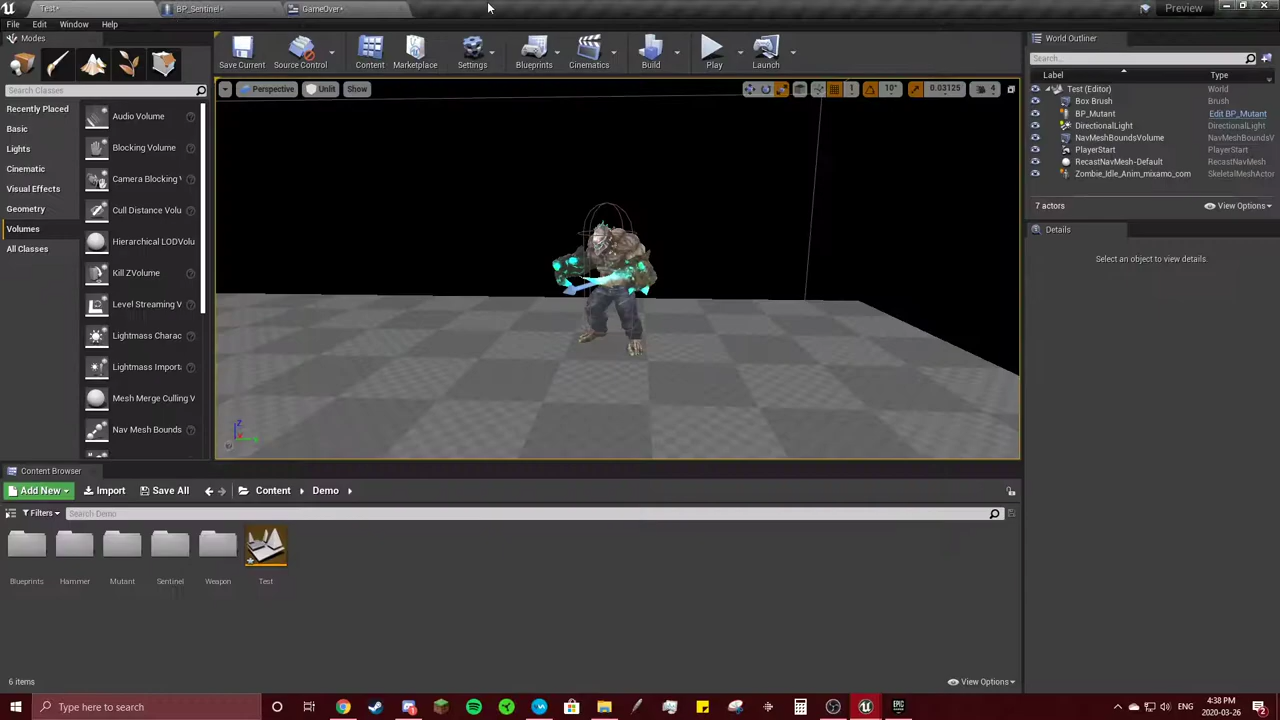 Test*
BP_Sentinel*
GameOver*
Preview
File Edit Window Help
Modes
Search Classes
Recently Placed
Basic
Lights
Cinematic
Visual Effects
Geometry
Volumes
All Classes
Audio Volume
Blocking Volume
Camera Blocking V
Cull Distance Volu
Hierarchical LODVolu
Kill ZVolume
Level Streaming V
Lightmass Charac
Lightmass Import
Mesh Merge Culling V
Nav Mesh Bounds
Save Current
Source Control
Content
Marketplace
Settings
Blueprints
Cinematics
Build
Play
Launch
Perspective
Unlit
Show
10°
0.03125
4
Z
World Outliner
Search...
Label Type
Test (Editor) World
Box Brush Brush
BP_Mutant Edit BP_Mutant
DirectionalLight DirectionalLight
NavMeshBoundsVolume NavMeshBoundsV
PlayerStart PlayerStart
RecastNavMesh-Default RecastNavMesh
Zombie_Idle_Anim_mixamo_com SkeletalMeshActor
7 actors View Options
Details
Select an object to view details.
Content Browser
Add New Import Save All Content Demo
Filters Search Demo
Blueprints
Hammer
Mutant
Sentinel
Weapon
Test
6 items View Options
Type here to search
4:38 PM
2020-03-26